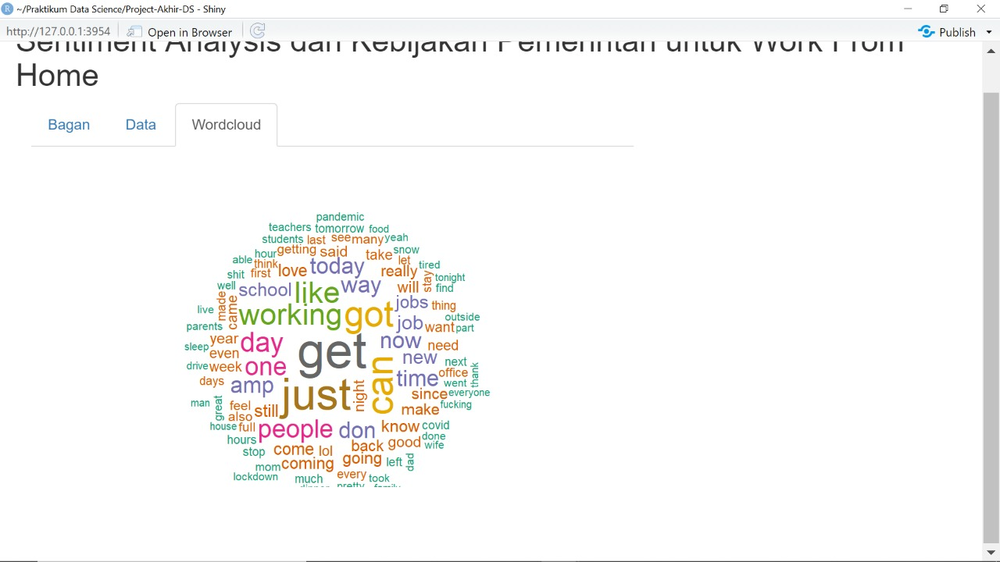 R ~/Praktikum Data Science/Project-Akhir-DS - Shiny
http://127.0.0.1:3954 Open in Browser Publish
Sentiment Analysis dari Kebijakan Pemerintah untuk Work From
Home
Bagan Data Wordcloud
pandemic
teachers tomorrow food
students last see many yeah
hour getting said take snow
able think let tired
shit first love today really stay tonight
well school like way will find
made came jobs thing
live working got outside
parents job want part
year day get now need
sleep even new next
drive week one can time office thank
days amp just night went
since everyone
man great feel still make fucking
also
house full people don know covid
hours done
stop come lol back good wife
mom coming going left dad
lockdown much every took
dinner pretty family